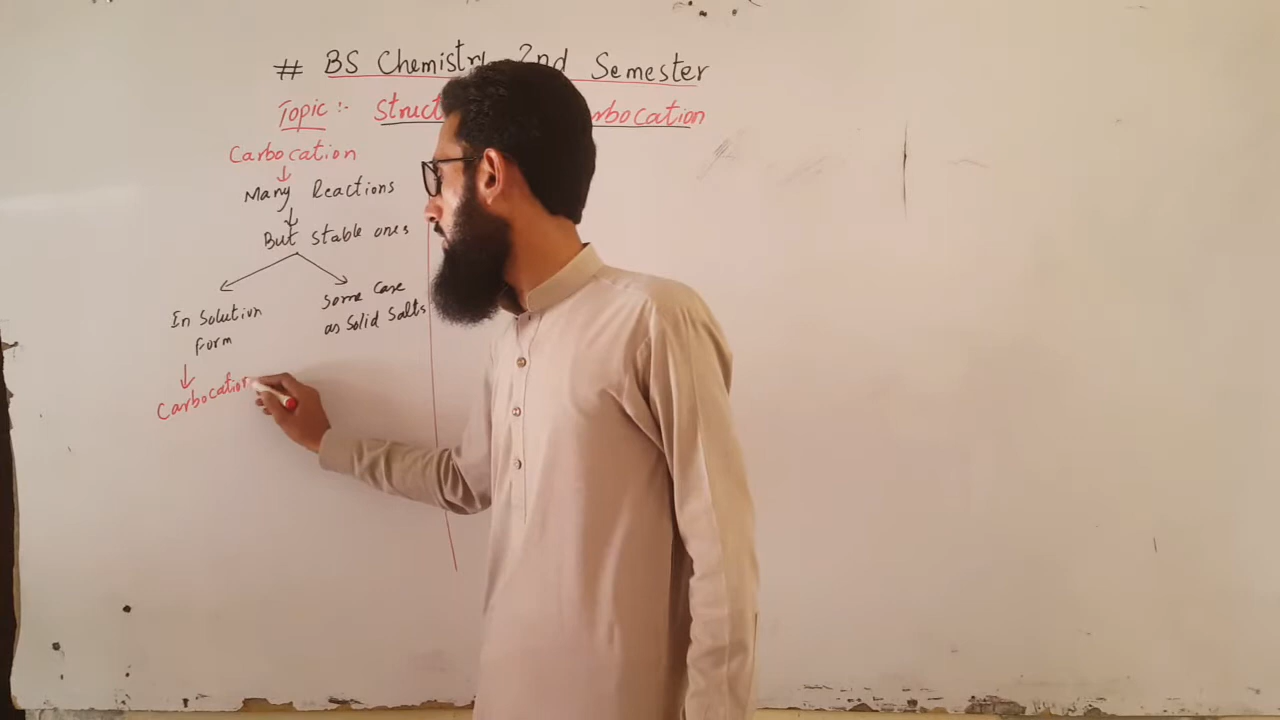 # BS Chemistry 2nd Semester
Topic :- Struct rbocation
Carbocation
↓
Many Reactions
↓
But stable ones
In Solution form
Some Case as Solid Salts
↓
Carbocation